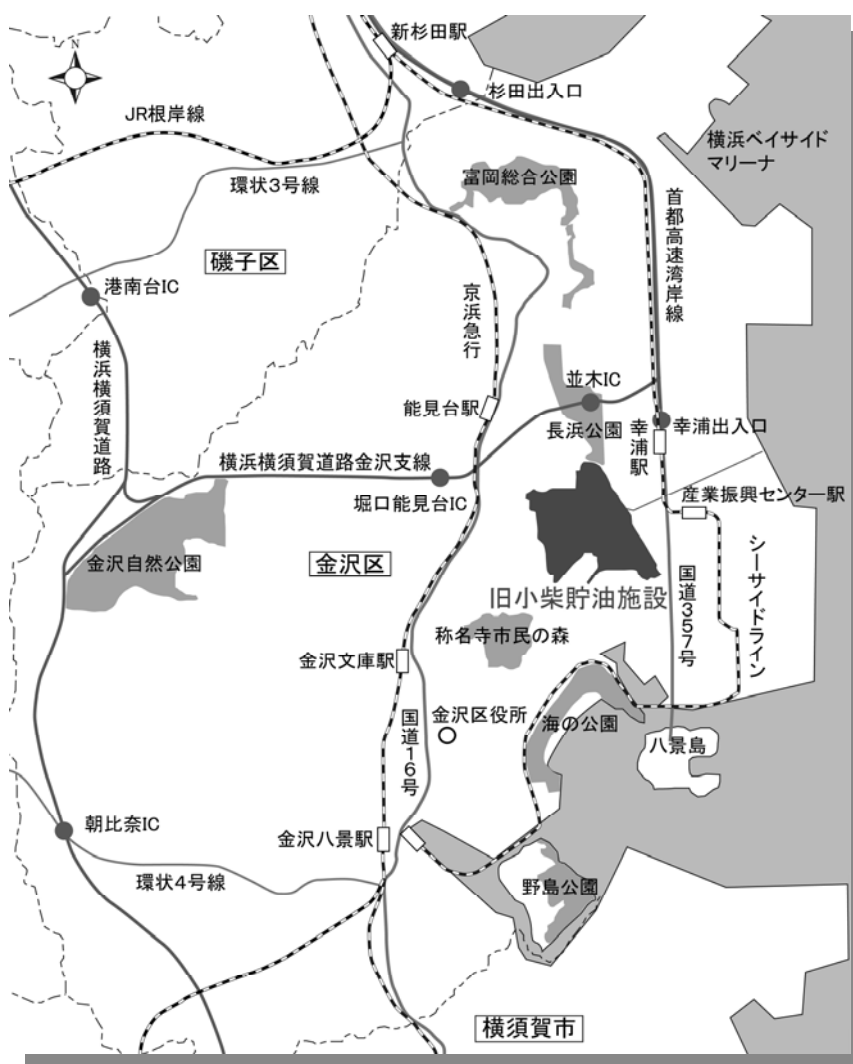 新杉田駅
N
杉田出入口
JR根岸線
横浜ベイサイド
マリーナ
富岡総合公園
環状3号線
首都高速湾岸線
磯子区
港南台IC
京浜急行
横浜横須賀道路
並木IC
能見台駅
長浜公園
幸浦出入口
幸浦駅
横浜横須賀道路金沢支線
堀口能見台IC
産業振興センター駅
金沢自然公園
金沢区
シーサイドライン
旧小柴貯油施設
国道357号
称名寺市民の森
金沢文庫駅
金沢区役所
海の公園
国道16号
八景島
朝比奈IC
金沢八景駅
環状4号線
野島公園
横須賀市